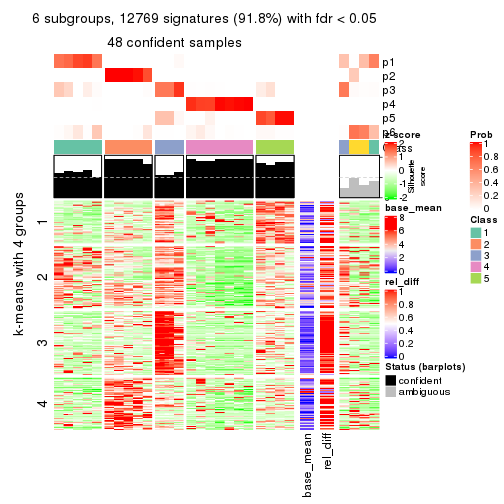 6 subgroups, 12769 signatures (91.8%) with fdr < 0.05
48 confident samples
p1
p2
p3
p4
p5
p6
Class
z-score
2
1
0
-1
-2
Silhouette
score
Prob
1
0.8
0.6
0.4
0.2
0
base_mean
8
6
4
2
0
Class
1
2
3
4
5
rel_diff
1
0.8
0.6
0.4
0.2
0
Status (barplots)
confident
ambiguous
k-means with 4 groups
1
2
3
4
base_mean
rel_diff